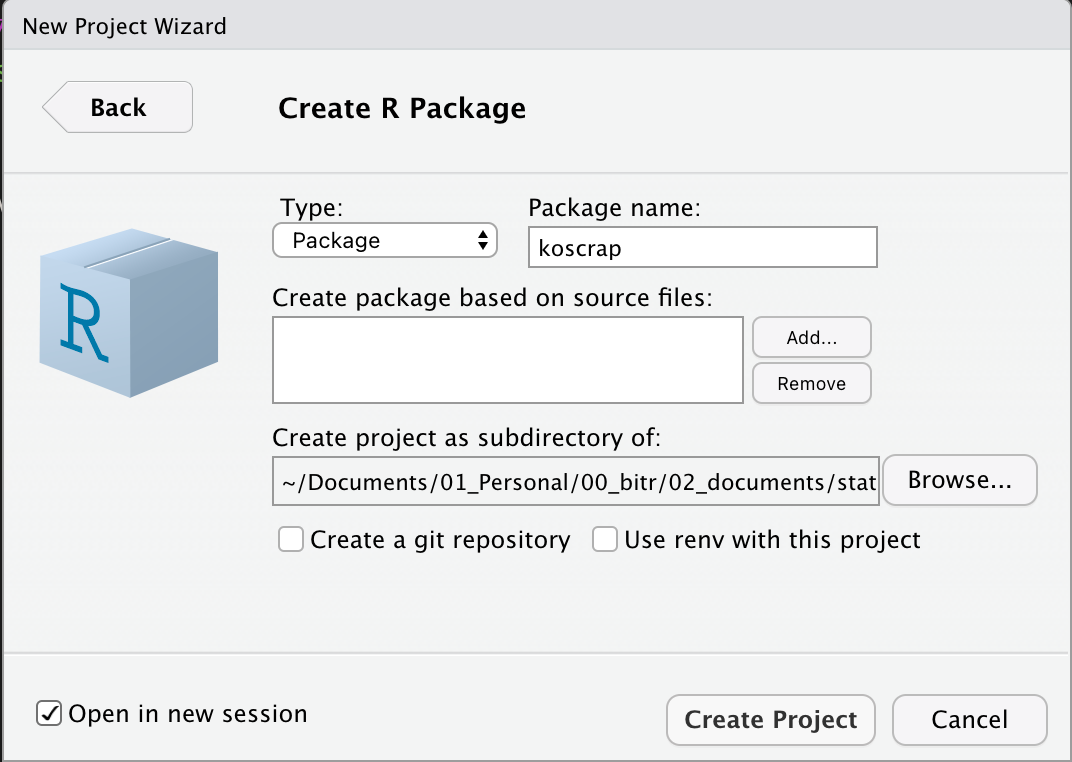 New Project Wizard
Back
Create R Package
Type:
Package name:
Package
koscrap
R
Create package based on source files:
Add...
Remove
Create project as subdirectory of:
~/Documents/01_Personal/00_bitr/02_documents/stat
Browse...
Create a git repository
Use renv with this project
Open in new session
Create Project
Cancel